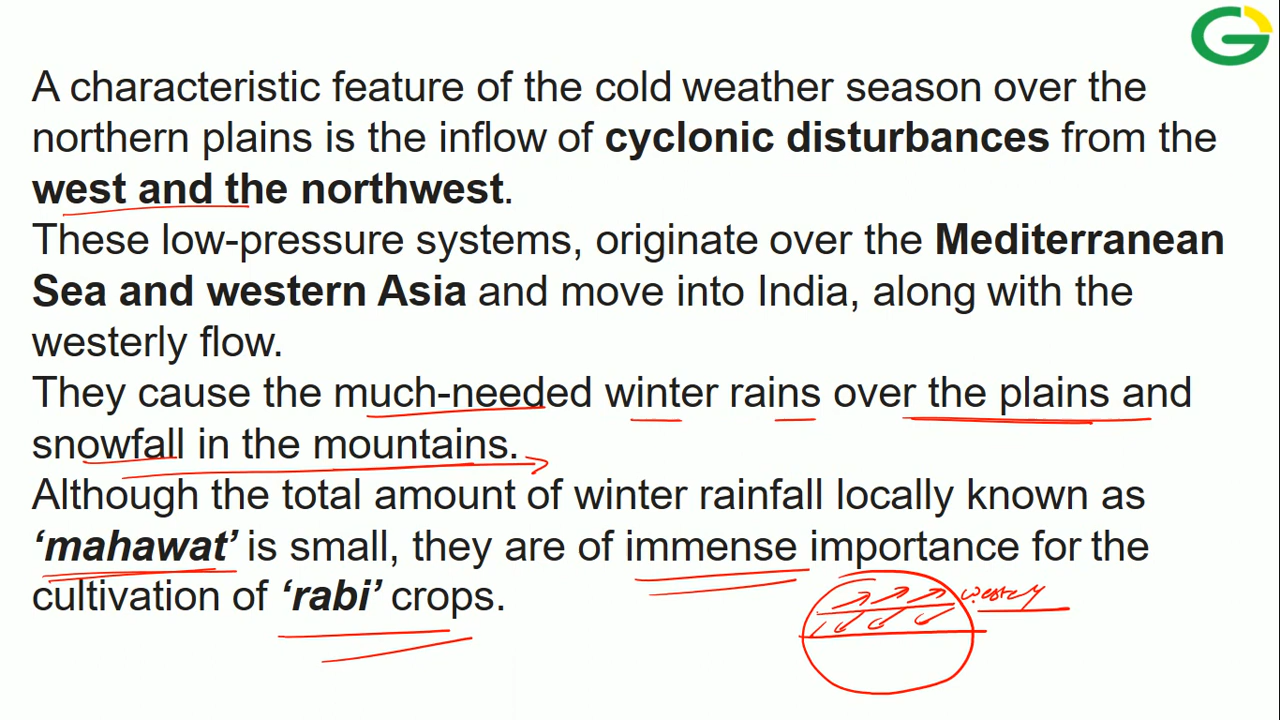 A characteristic feature of the cold weather season over the
northern plains is the inflow of cyclonic disturbances from the
west and the northwest.
These low-pressure systems, originate over the Mediterranean
Sea and western Asia and move into India, along with the
westerly flow.
They cause the much-needed winter rains over the plains and
snowfall in the mountains.
Although the total amount of winter rainfall locally known as
‘mahawat’ is small, they are of immense importance for the
cultivation of ‘rabi’ crops.